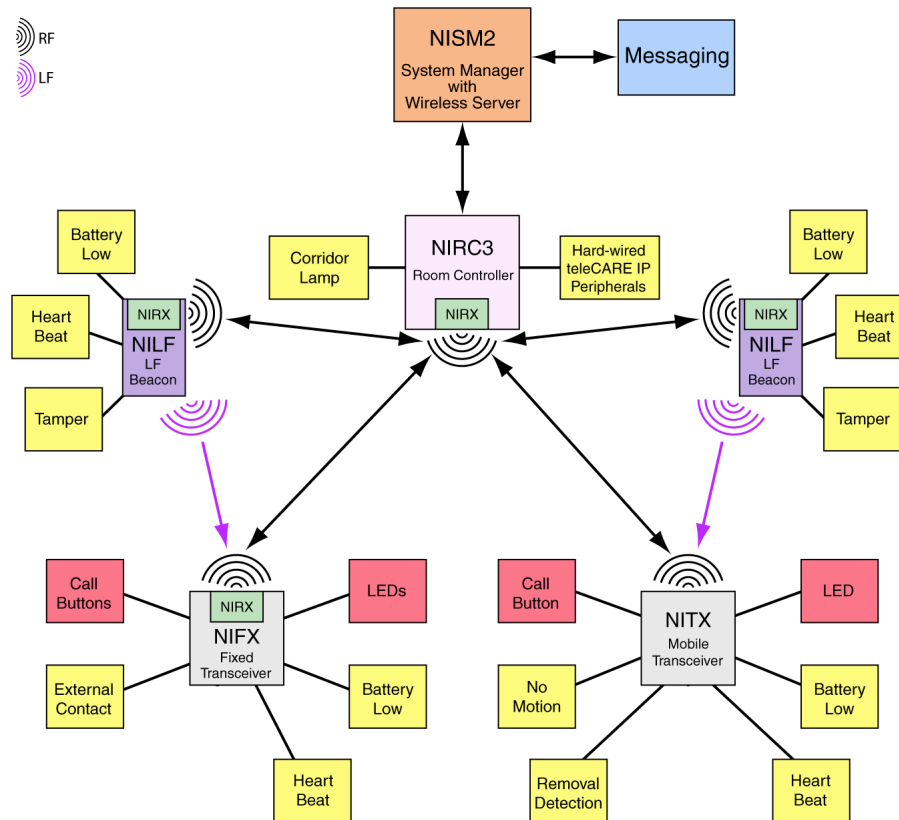 RF
LF
NISM2
System Manager
with
Wireless Server
Messaging
Battery
Low
Heart
Beat
Tamper
NIRX
NILF
LF
Beacon
Corridor
Lamp
NIRC3
Room Controller
NIRX
Hard-wired
teleCARE IP
Peripherals
Battery
Low
Heart
Beat
Tamper
NIRX
NILF
LF
Beacon
Call
Buttons
LEDs
NIRX
NIFX
Fixed
Transceiver
External
Contact
Battery
Low
Heart
Beat
Call
Button
LED
NITX
Mobile
Transceiver
No
Motion
Battery
Low
Removal
Detection
Heart
Beat